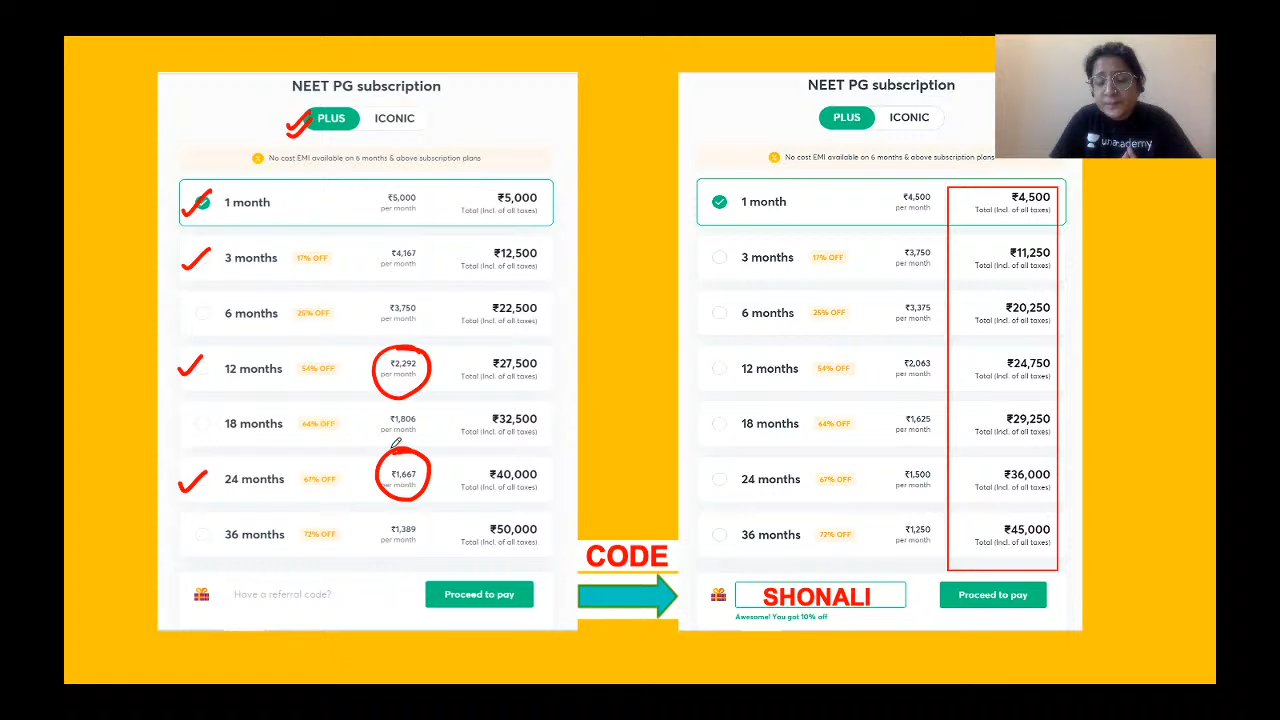 NEET PG subscription
PLUS ICONIC
No cost EMI available on 6 months & above subscription plans
1 month ₹5,000 per month ₹5,000 Total (Incl. of all taxes)
3 months 17% OFF ₹4,167 per month ₹12,500 Total (Incl. of all taxes)
6 months 25% OFF ₹3,750 per month ₹22,500 Total (Incl. of all taxes)
12 months 54% OFF ₹2,292 per month ₹27,500 Total (Incl. of all taxes)
18 months 64% OFF ₹1,806 per month ₹32,500 Total (Incl. of all taxes)
24 months 67% OFF ₹1,667 per month ₹40,000 Total (Incl. of all taxes)
36 months 72% OFF ₹1,389 per month ₹50,000 Total (Incl. of all taxes)
Have a referral code? Proceed to pay
CODE
NEET PG subscription
PLUS ICONIC
No cost EMI available on 6 months & above subscription plans
1 month ₹4,500 per month ₹4,500 Total (Incl. of all taxes)
3 months 17% OFF ₹3,750 per month ₹11,250 Total (Incl. of all taxes)
6 months 25% OFF ₹3,375 per month ₹20,250 Total (Incl. of all taxes)
12 months 54% OFF ₹2,063 per month ₹24,750 Total (Incl. of all taxes)
18 months 64% OFF ₹1,625 per month ₹29,250 Total (Incl. of all taxes)
24 months 67% OFF ₹1,500 per month ₹36,000 Total (Incl. of all taxes)
36 months 72% OFF ₹1,250 per month ₹45,000 Total (Incl. of all taxes)
SHONALI Proceed to pay
Awesome! You got 10% off